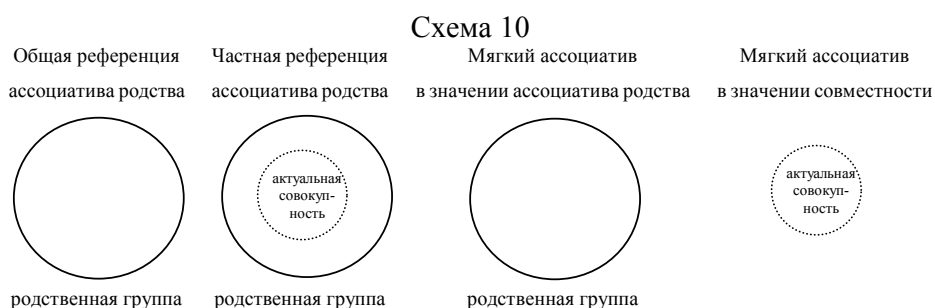 Схема 10
Общая референция
ассоциатива родства
Частная референция
ассоциатива родства
Мягкий ассоциатив
в значении ассоциатива родства
Мягкий ассоциатив
в значении совместности
актуальная
совокуп-
ность
актуальная
совокуп-
ность
родственная группа
родственная группа
родственная группа